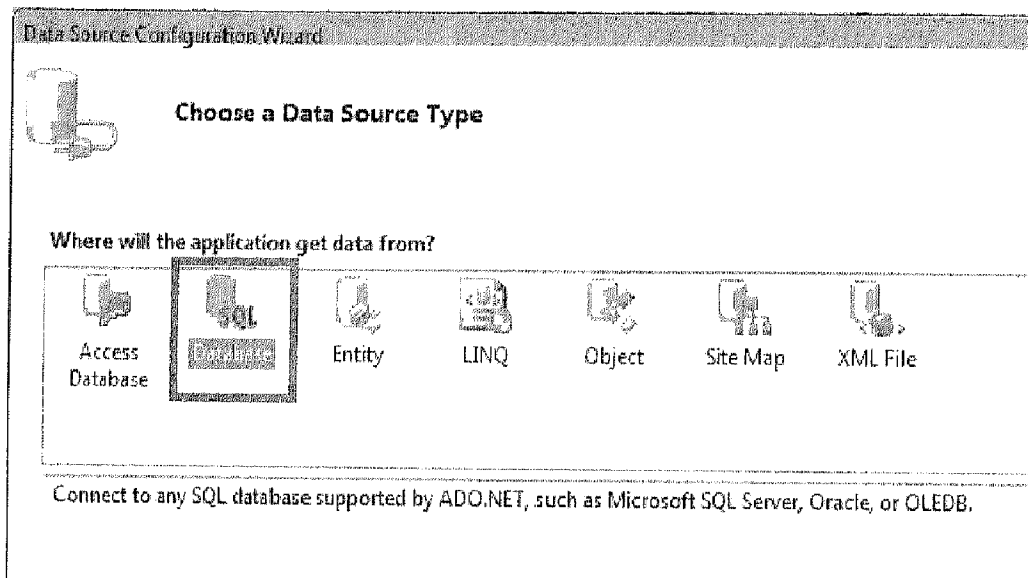 Data Source Configuration Wizard
Choose a Data Source Type
Where will the application get data from?
SQL
Access
Database
Database
Entity
LINQ
Object
Site Map
XML File
Connect to any SQL database supported by ADO.NET, such as Microsoft SQL Server, Oracle, or OLEDB.